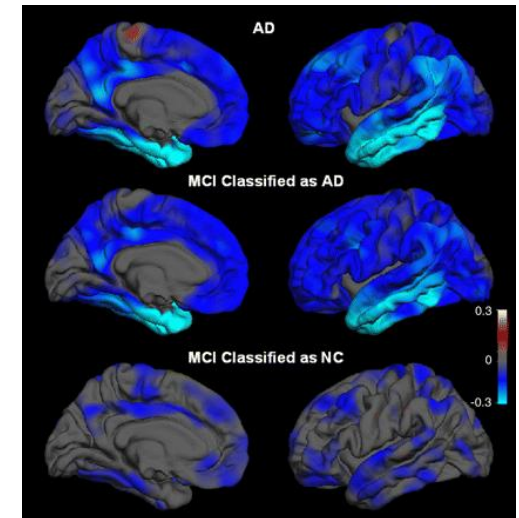 AD
MCI Classified as AD
0.3
0
-0.3
MCI Classified as NC